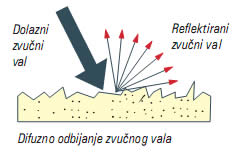 Dolazni
zvučni
val
Reflektirani
zvučni val
Difuzno odbijanje zvučnog vala